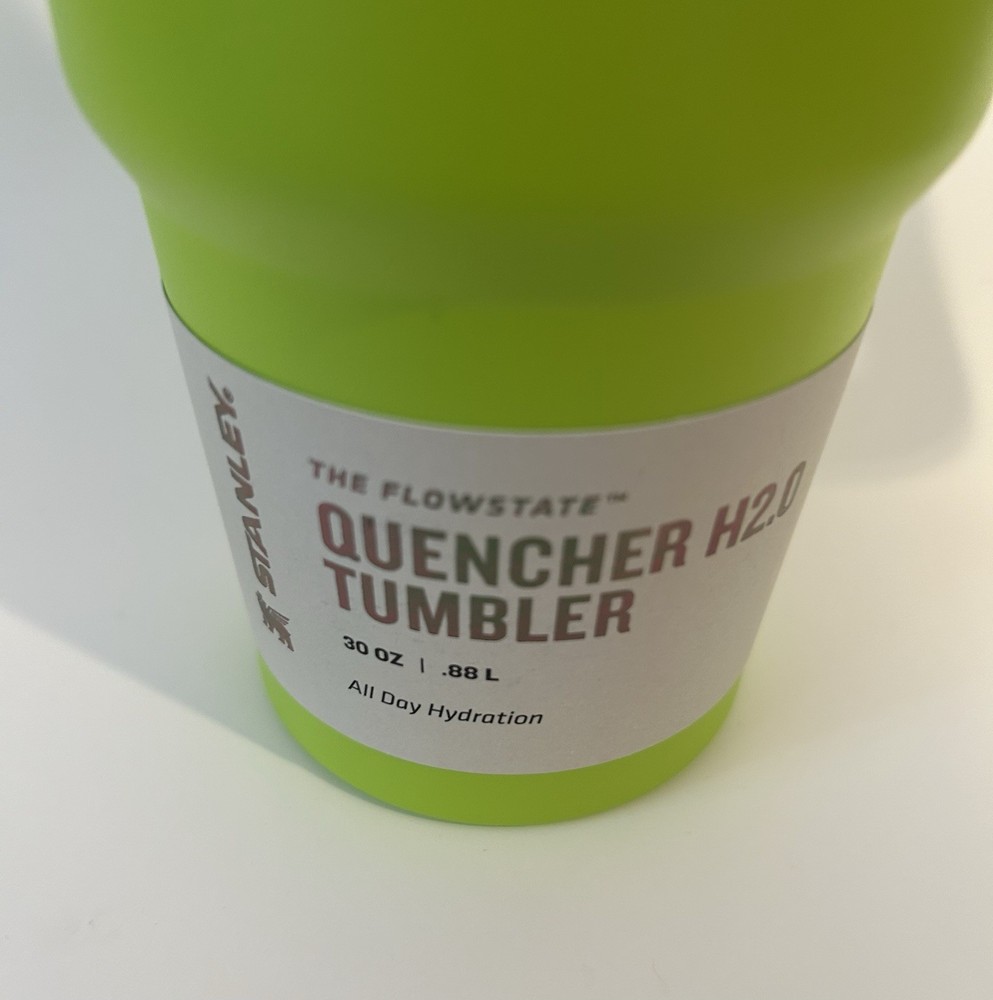 STANLEY.
THE FLOWSTATE™
QUENCHER H2.0
TUMBLER
30 OZ | .88 L
All Day Hydration